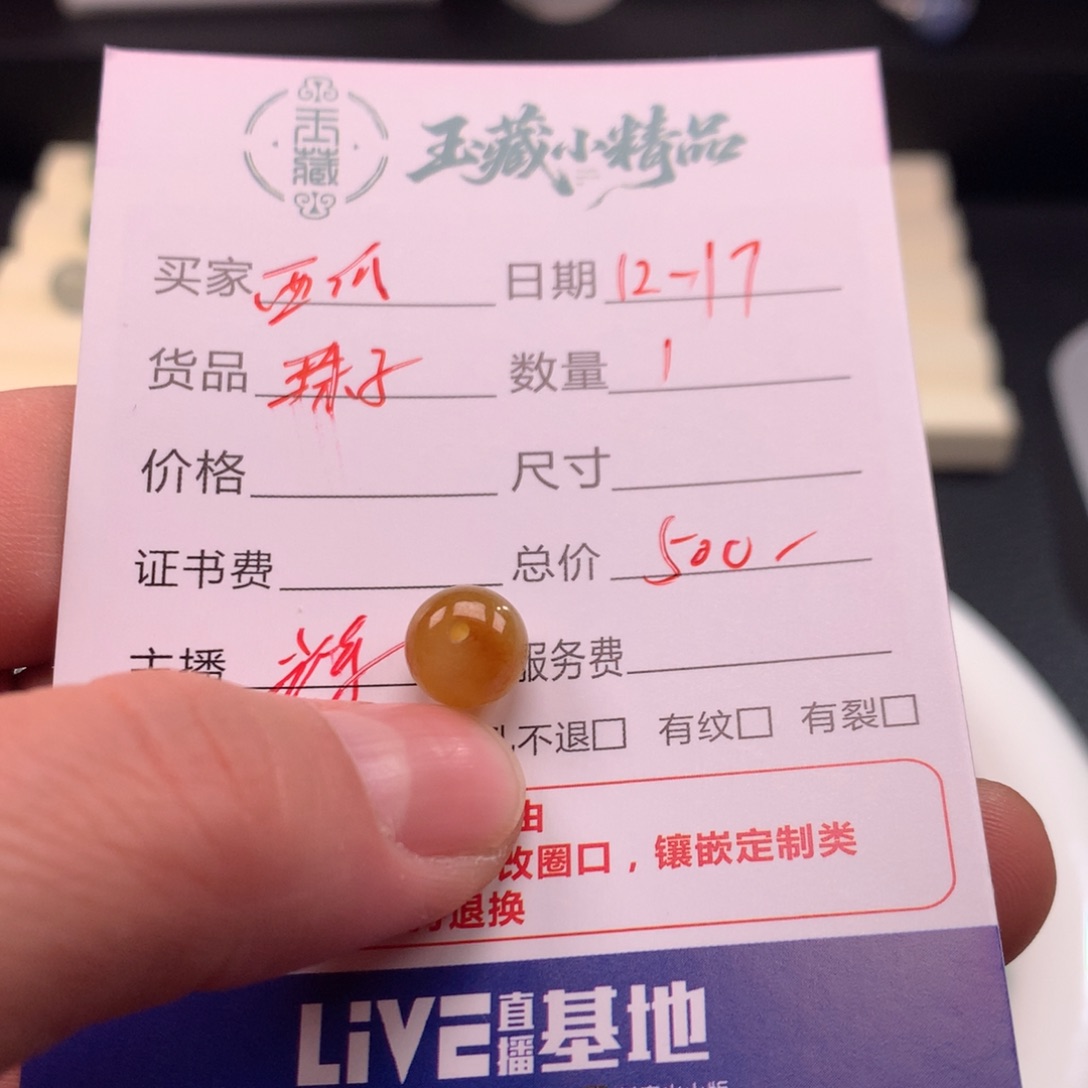 玉藏 玉藏小精品
买家 西瓜 日期 12-17
货品 珠子 数量 1
价格 尺寸
证书费 总价 500
主播 服务费
不退□ 有纹□ 有裂□
由
改圈口，镶嵌定制类
退换
LiVE直播基地